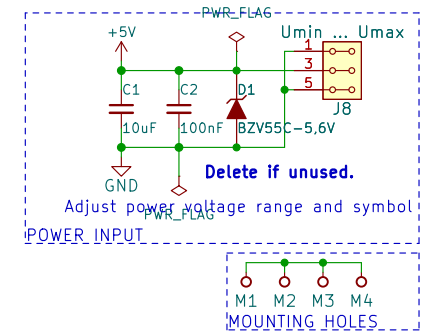 PWR_FLAG
+5V
Umin ... Umax
1
3
5
C1
C2
D1
10uF
100nF
BZV55C-5,6V
J8
GND
Delete if unused.
Adjust power voltage range and symbol
PWR_FLAG
POWER INPUT
M1 M2 M3 M4
MOUNTING HOLES